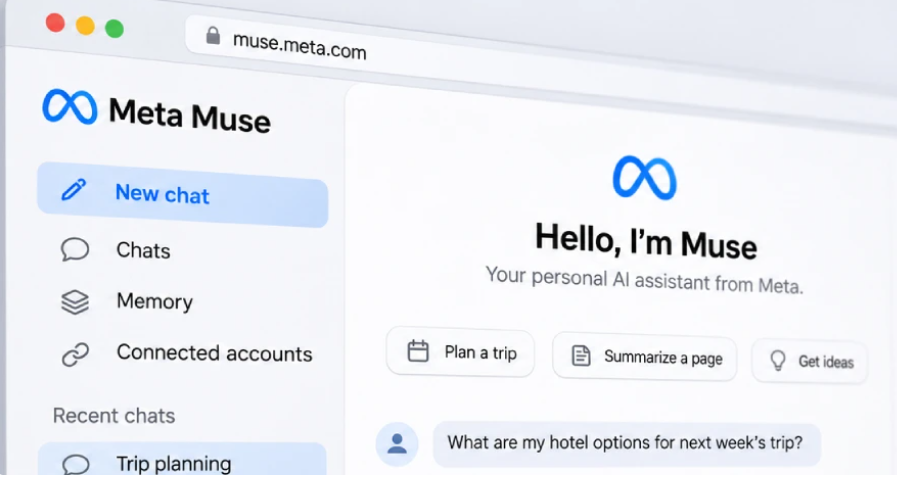 muse.meta.com
Meta Muse
New chat
Chats
Memory
Connected accounts
Recent chats
Trip planning
Hello, I'm Muse
Your personal AI assistant from Meta.
Plan a trip
Summarize a page
Get ideas
What are my hotel options for next week's trip?